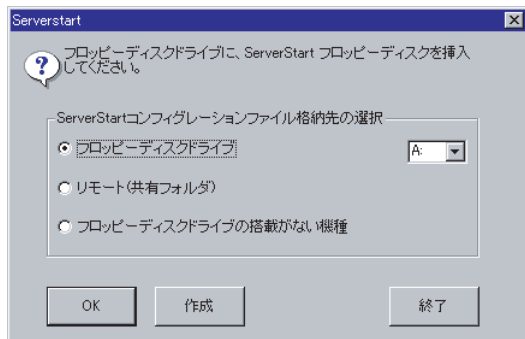 Serverstart
フロッピーディスクドライブに、ServerStart フロッピーディスクを挿入
してください。
ServerStartコンフィグレーションファイル格納先の選択
フロッピーディスクドライブ
A:
リモート(共有フォルダ)
フロッピーディスクドライブの搭載がない機種
OK
作成
終了